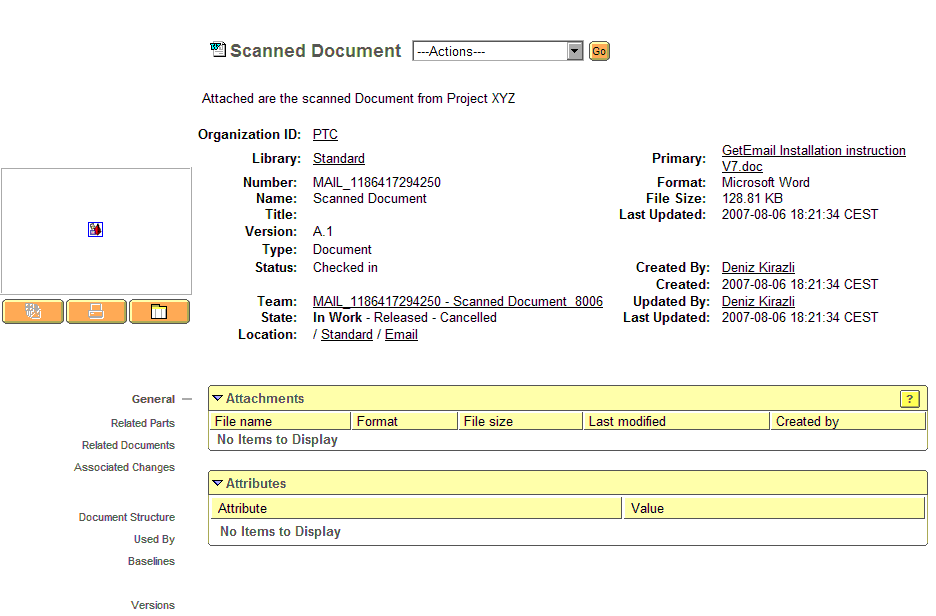 Scanned Document ---Actions--- Go
Attached are the scanned Document from Project XYZ
Organization ID: PTC
Library: Standard
Number: MAIL_1186417294250
Name: Scanned Document
Title:
Version: A.1
Type: Document
Status: Checked in
Team: MAIL_1186417294250 - Scanned Document_8006
State: In Work - Released - Cancelled
Location: / Standard / Email
Primary: GetEmail Installation instruction
V7.doc
Format: Microsoft Word
File Size: 128.81 KB
Last Updated: 2007-08-06 18:21:34 CEST
Created By: Deniz Kirazli
Created: 2007-08-06 18:21:34 CEST
Updated By: Deniz Kirazli
Last Updated: 2007-08-06 18:21:34 CEST
General
Related Parts
Related Documents
Associated Changes
Document Structure
Used By
Baselines
Versions
Attachments ?
File name Format File size Last modified Created by
No Items to Display
Attributes
Attribute Value
No Items to Display